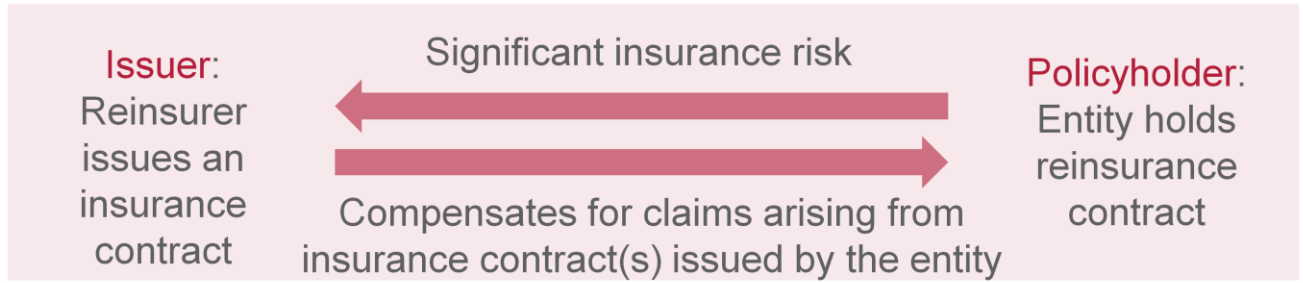 Issuer:
Reinsurer
issues an
insurance
contract
Significant insurance risk
Compensates for claims arising from
insurance contract(s) issued by the entity
Policyholder:
Entity holds
reinsurance
contract